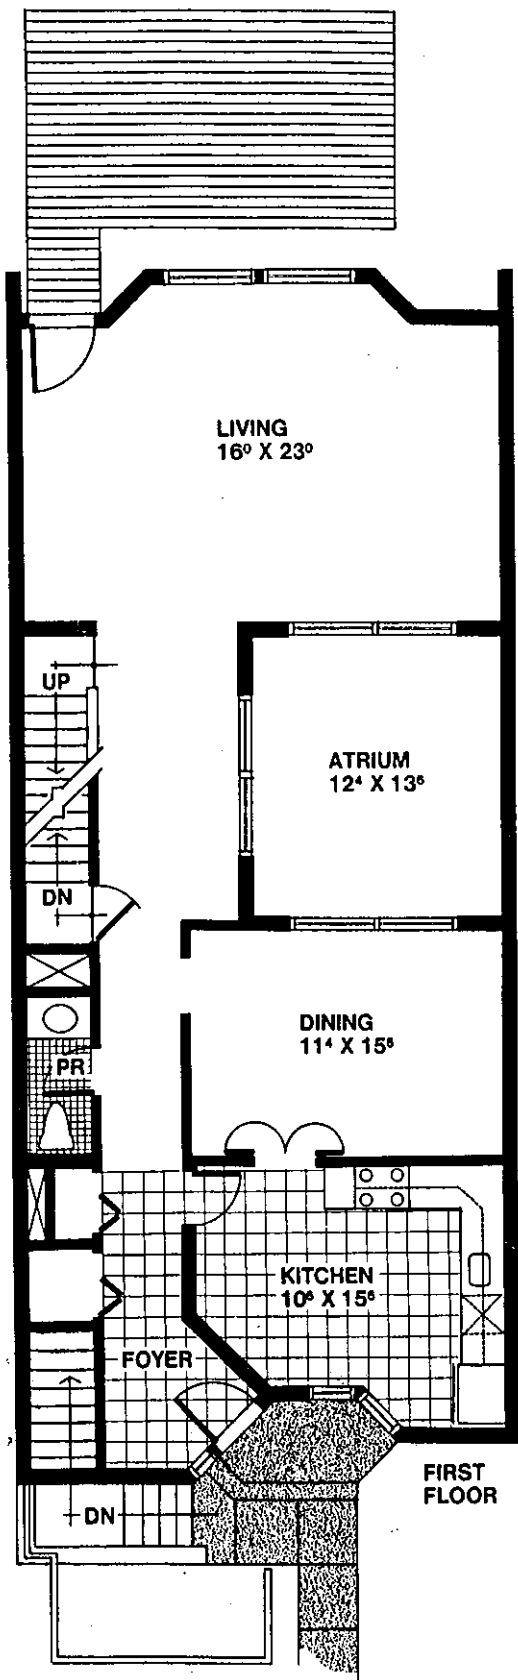 LIVING
16⁰ X 23⁰
UP
ATRIUM
12⁴ X 13⁶
DN
DINING
11⁴ X 15⁶
PR
KITCHEN
10⁶ X 15⁶
FOYER
FIRST
FLOOR
DN